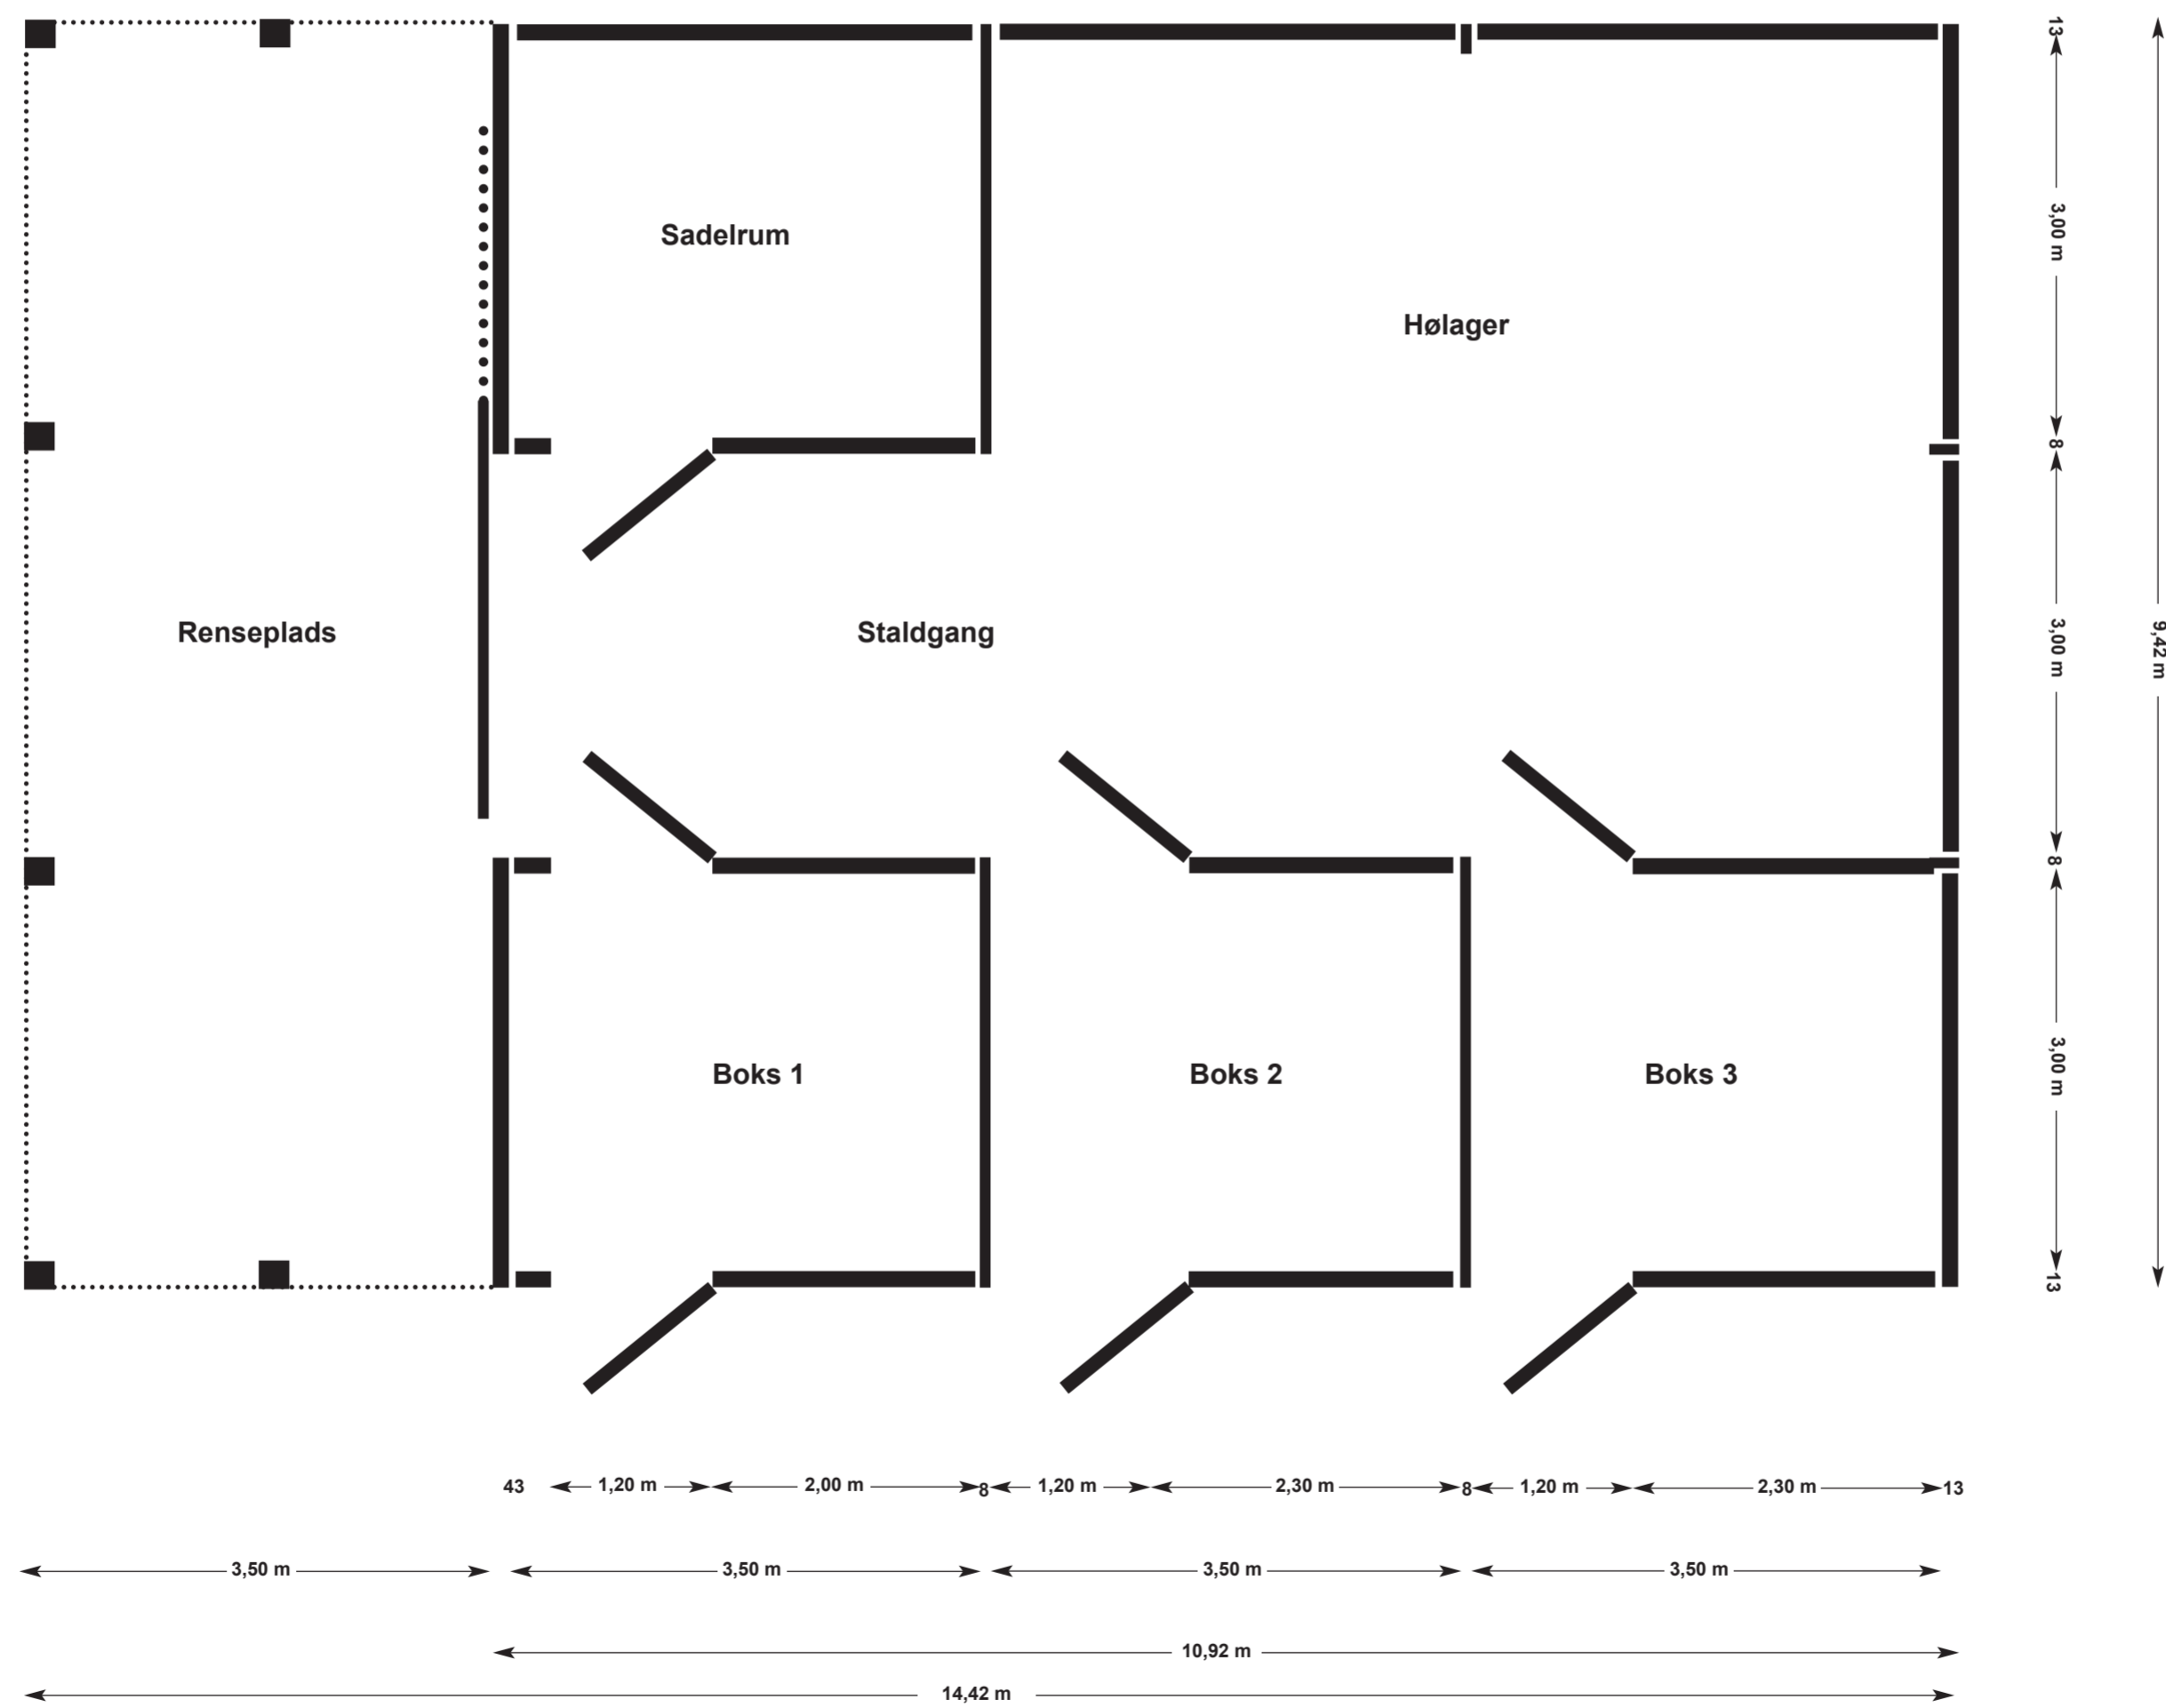 13
3,00 m
Sadelrum
Hølager
8
Renseplads
Staldgang
3,00 m
9,42 m
8
Boks 1
Boks 2
Boks 3
3,00 m
13
43
1,20 m
2,00 m
8
1,20 m
2,30 m
8
1,20 m
2,30 m
13
3,50 m
3,50 m
3,50 m
3,50 m
10,92 m
14,42 m